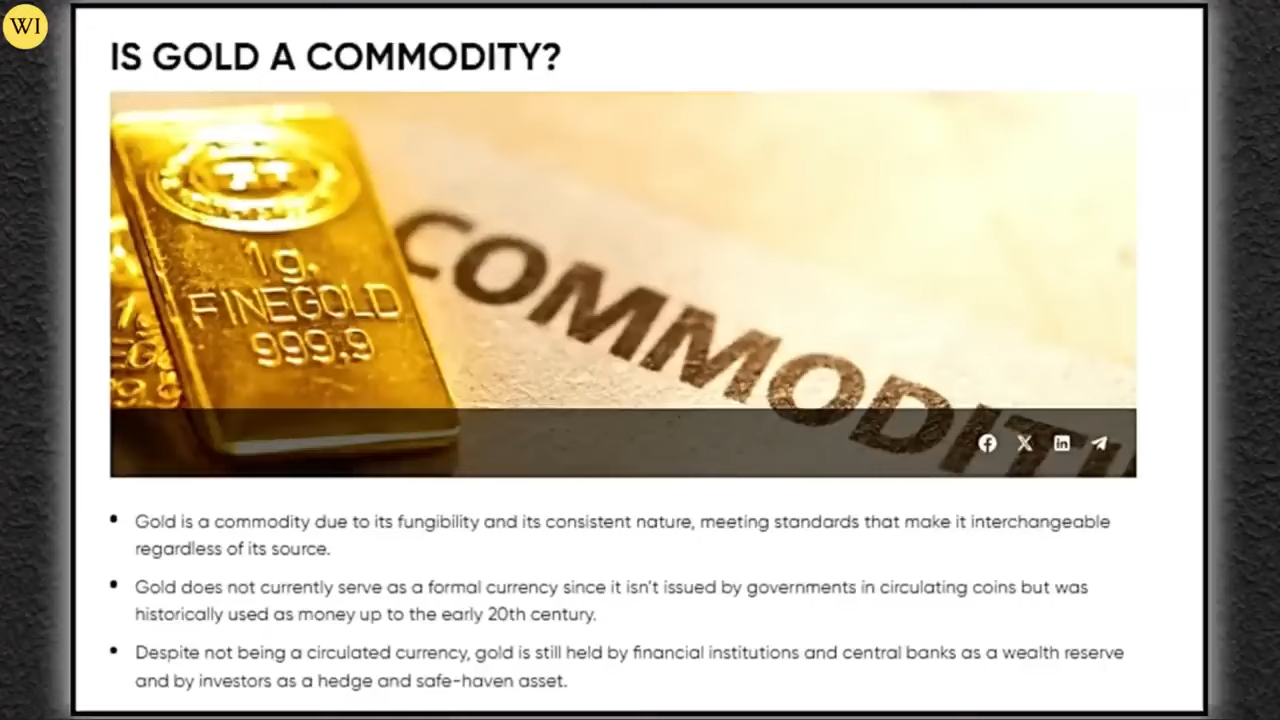 WI
IS GOLD A COMMODITY?
1g.
FINEGOLD
999.9
COMMODIT
Gold is a commodity due to its fungibility and its consistent nature, meeting standards that make it interchangeable
regardless of its source.
Gold does not currently serve as a formal currency since it isn't issued by governments in circulating coins but was
historically used as money up to the early 20th century.
Despite not being a circulated currency, gold is still held by financial institutions and central banks as a wealth reserve
and by investors as a hedge and safe-haven asset.